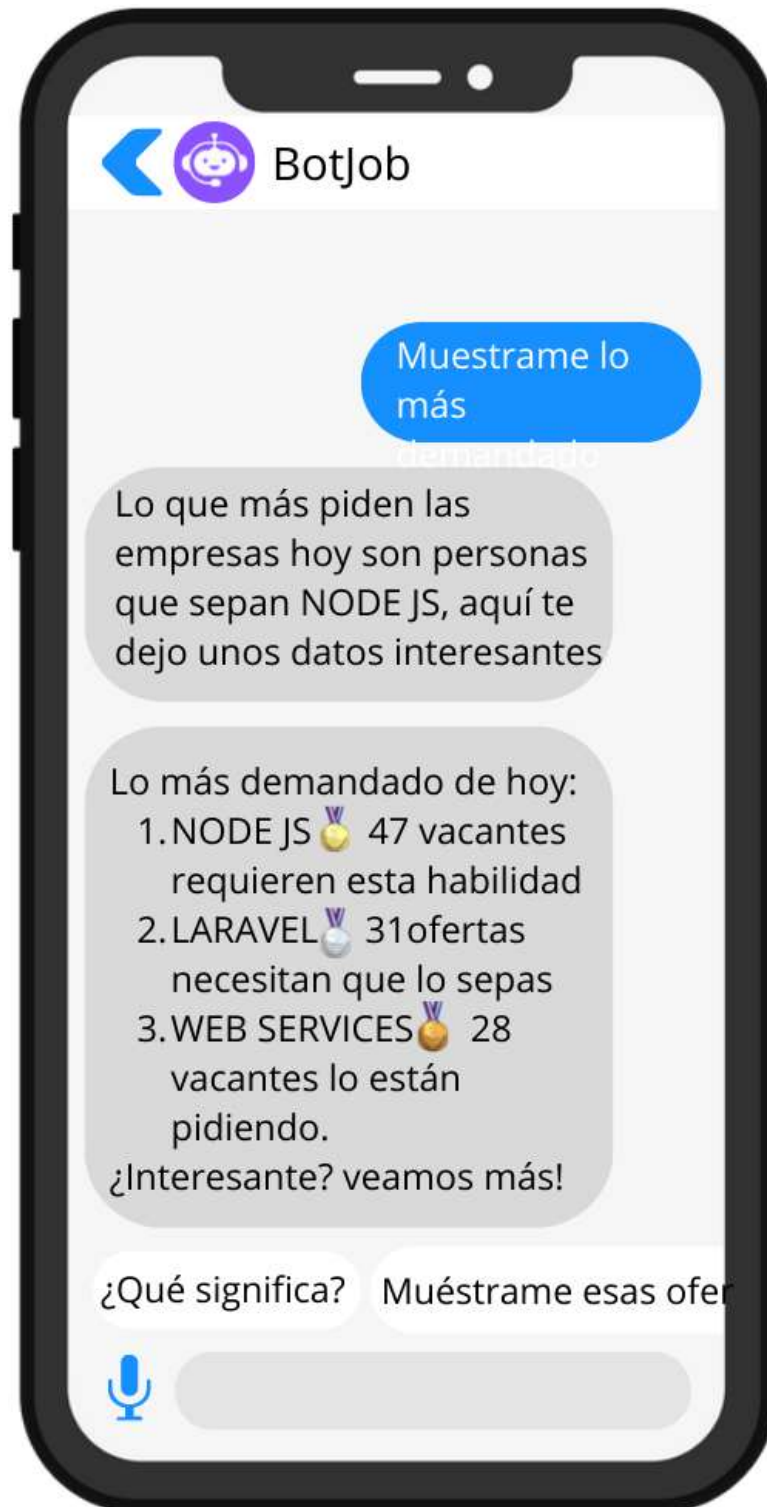 BotJob
Muestrame lo
más
demandado
Lo que más piden las
empresas hoy son personas
que sepan NODE JS, aquí te
dejo unos datos interesantes
Lo más demandado de hoy:
1. NODE JS🥇 47 vacantes
requieren esta habilidad
2. LARAVEL🥈 31ofertas
necesitan que lo sepas
3. WEB SERVICES🥉 28
vacantes lo están
pidiendo.
¿Interesante? veamos más!
¿Qué significa? Muéstrame esas ofer